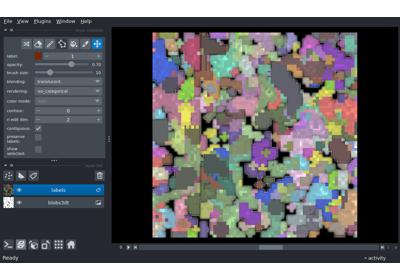 File View Plugins Window Help
label: 1
opacity: 0.70
brush size: 10
blending: translucent
rendering: iso_categorical
color mode:
contour: 0
n edit dim: 2
contiguous:
preserve
labels:
show
selected:
labels
Ready
activity